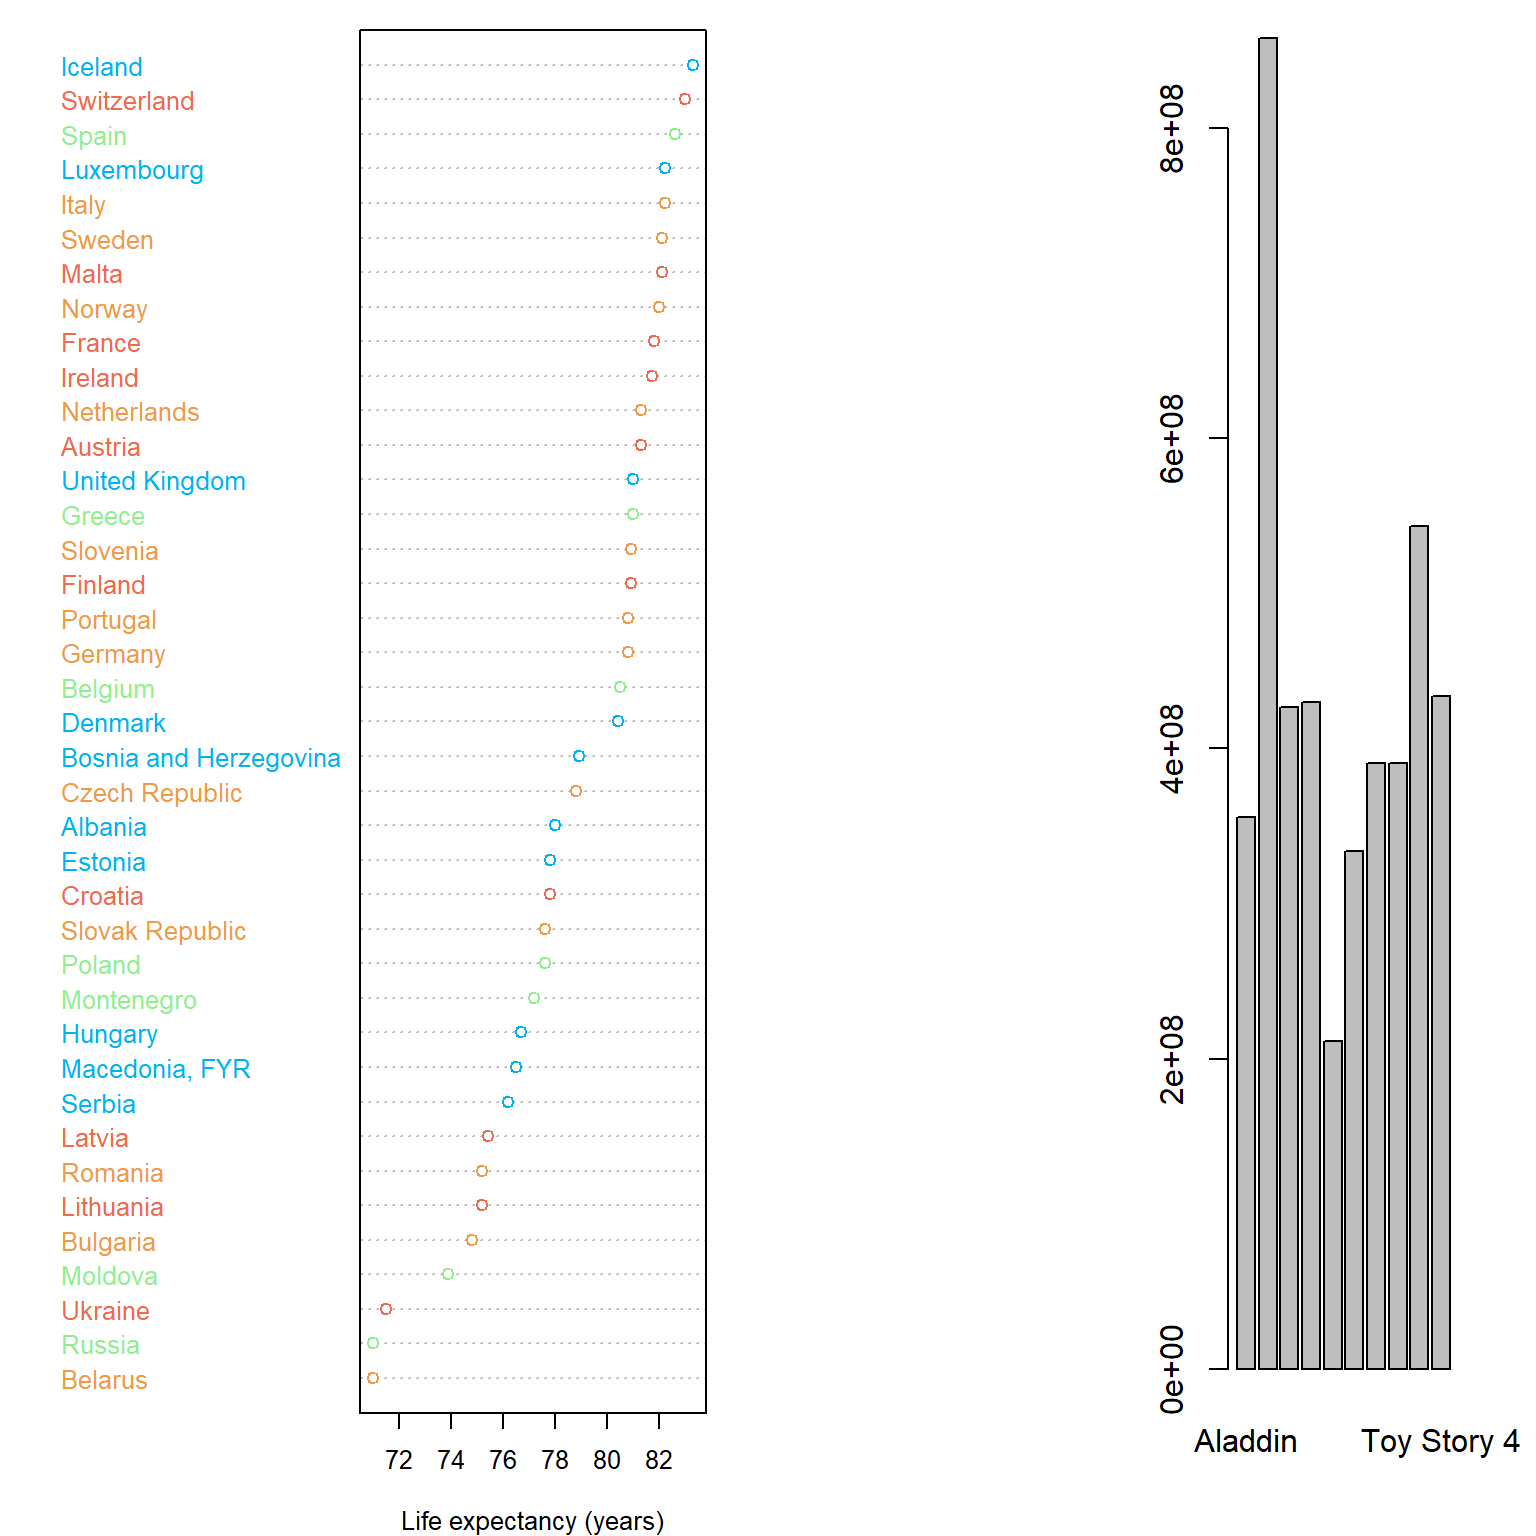 Iceland
Switzerland
Spain
Luxembourg
Italy
Sweden
Malta
Norway
France
Ireland
Netherlands
Austria
United Kingdom
Greece
Slovenia
Finland
Portugal
Germany
Belgium
Denmark
Bosnia and Herzegovina
Czech Republic
Albania
Estonia
Croatia
Slovak Republic
Poland
Montenegro
Hungary
Macedonia, FYR
Serbia
Latvia
Romania
Lithuania
Bulgaria
Moldova
Ukraine
Russia
Belarus
72 74 76 78 80 82
Life expectancy (years)
8e+08
6e+08
4e+08
2e+08
0e+00
Aladdin Toy Story 4